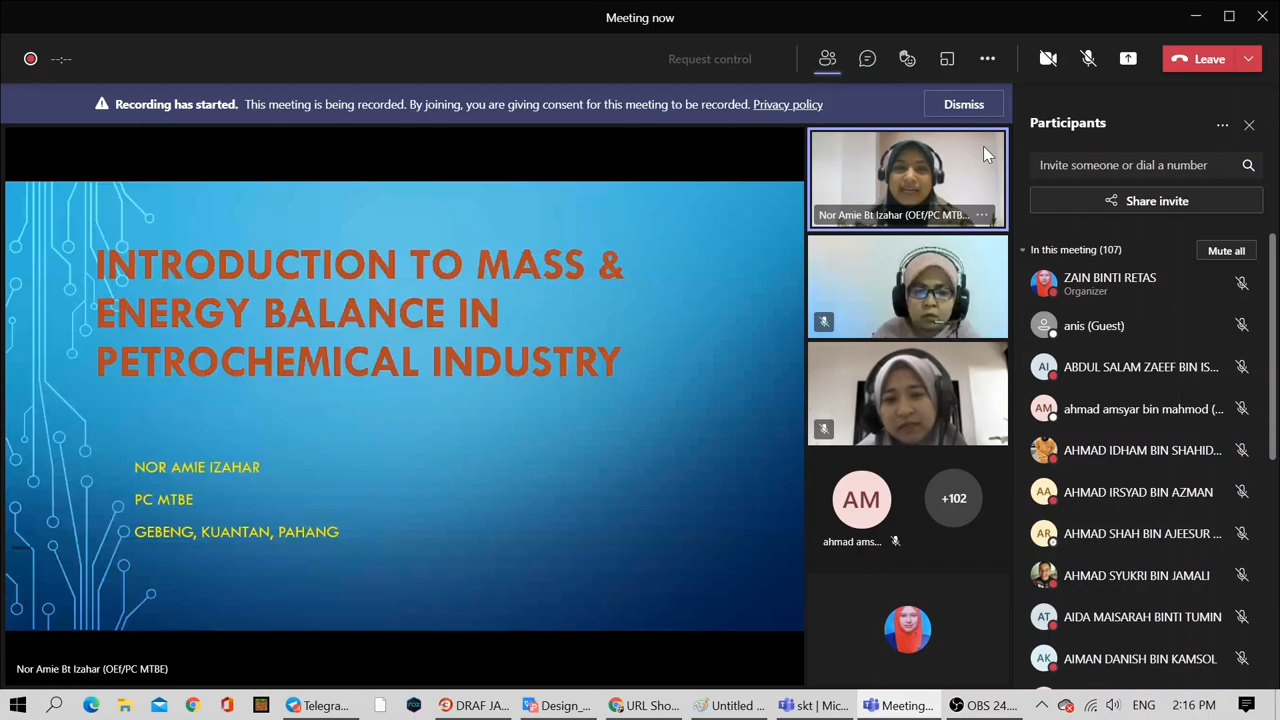 Meeting now
--:--
Request control
Leave
Recording has started. This meeting is being recorded. By joining, you are giving consent for this meeting to be recorded. Privacy policy
Dismiss
INTRODUCTION TO MASS &
ENERGY BALANCE IN
PETROCHEMICAL INDUSTRY
NOR AMIE IZAHAR
PC MTBE
GEBENG, KUANTAN, PAHANG
Nor Amie Bt Izahar (OEf/PC MTBE)
Nor Amie Bt Izahar (OEf/PC MTB...
AM
+102
ahmad ams...
Participants
Invite someone or dial a number
Share invite
In this meeting (107)
Mute all
ZAIN BINTI RETAS
Organizer
anis (Guest)
AI
ABDUL SALAM ZAEEF BIN IS...
AM
ahmad amsyar bin mahmod (...
AHMAD IDHAM BIN SHAHID...
AA
AHMAD IRSYAD BIN AZMAN
AR
AHMAD SHAH BIN AJEESUR ...
AHMAD SYUKRI BIN JAMALI
AT
AIDA MAISARAH BINTI TUMIN
AK
AIMAN DANISH BIN KAMSOL
Telegra...
DRAF JA...
Design_...
URL Sho...
Untitled ...
skt | Mic...
Meeting...
OBS 24....
ENG
2:16 PM